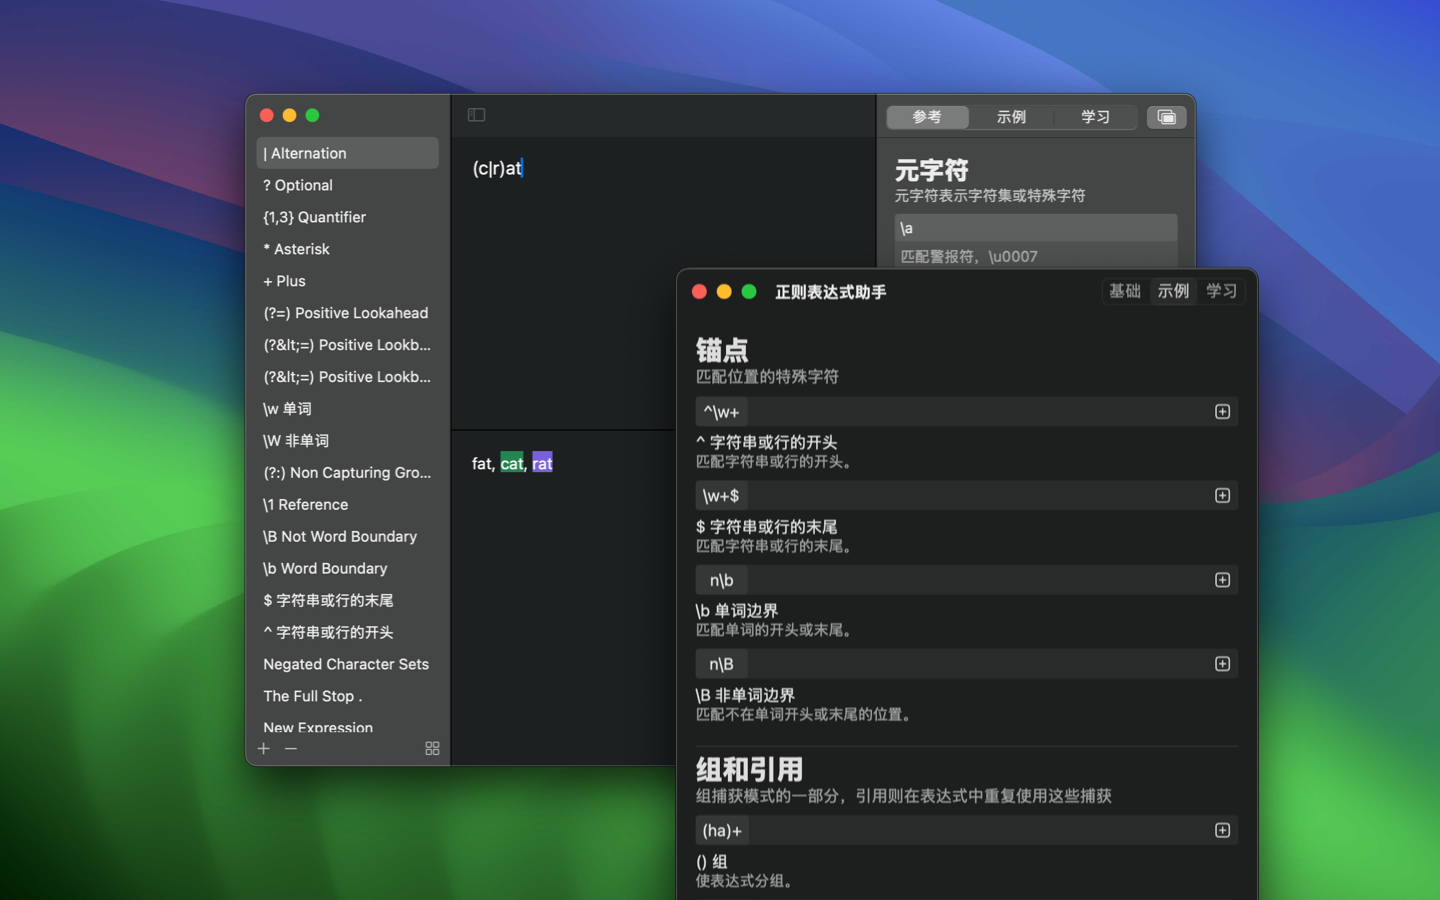 | Alternation
? Optional
{1,3} Quantifier
* Asterisk
+ Plus
(?=) Positive Lookahead
(?&lt;=) Positive Lookb...
(?&lt;=) Positive Lookb...
\w 单词
\W 非单词
(?:) Non Capturing Gro...
\1 Reference
\B Not Word Boundary
\b Word Boundary
$ 字符串或行的末尾
^ 字符串或行的开头
Negated Character Sets
The Full Stop .
New Expression
(c|r)at
fat, cat, rat
参考 示例 学习
元字符
元字符表示字符集或特殊字符
\a
匹配警报符，\u0007
正则表达式助手
基础 示例 学习
锚点
匹配位置的特殊字符
^\w+
^ 字符串或行的开头
匹配字符串或行的开头。
\w+$
$ 字符串或行的末尾
匹配字符串或行的末尾。
n\b
\b 单词边界
匹配单词的开头或末尾。
n\B
\B 非单词边界
匹配不在单词开头或末尾的位置。
组和引用
组捕获模式的一部分，引用则在表达式中重复使用这些捕获
(ha)+
() 组
使表达式分组。